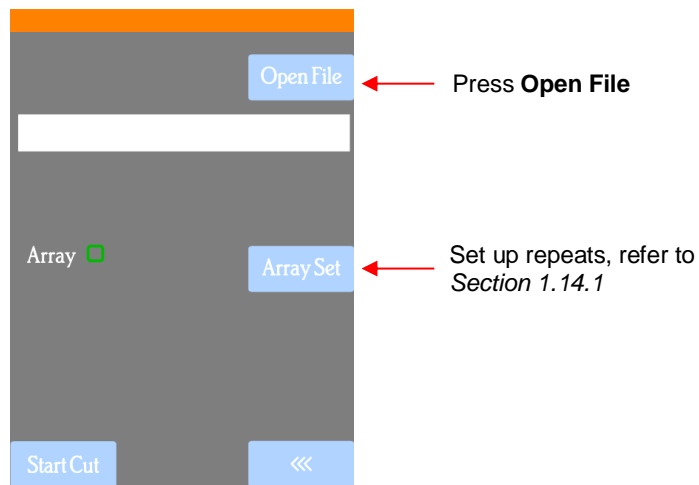 Open File
Press Open File
Array
Array Set
Set up repeats, refer to
Section 1.14.1
Start Cut
<<<